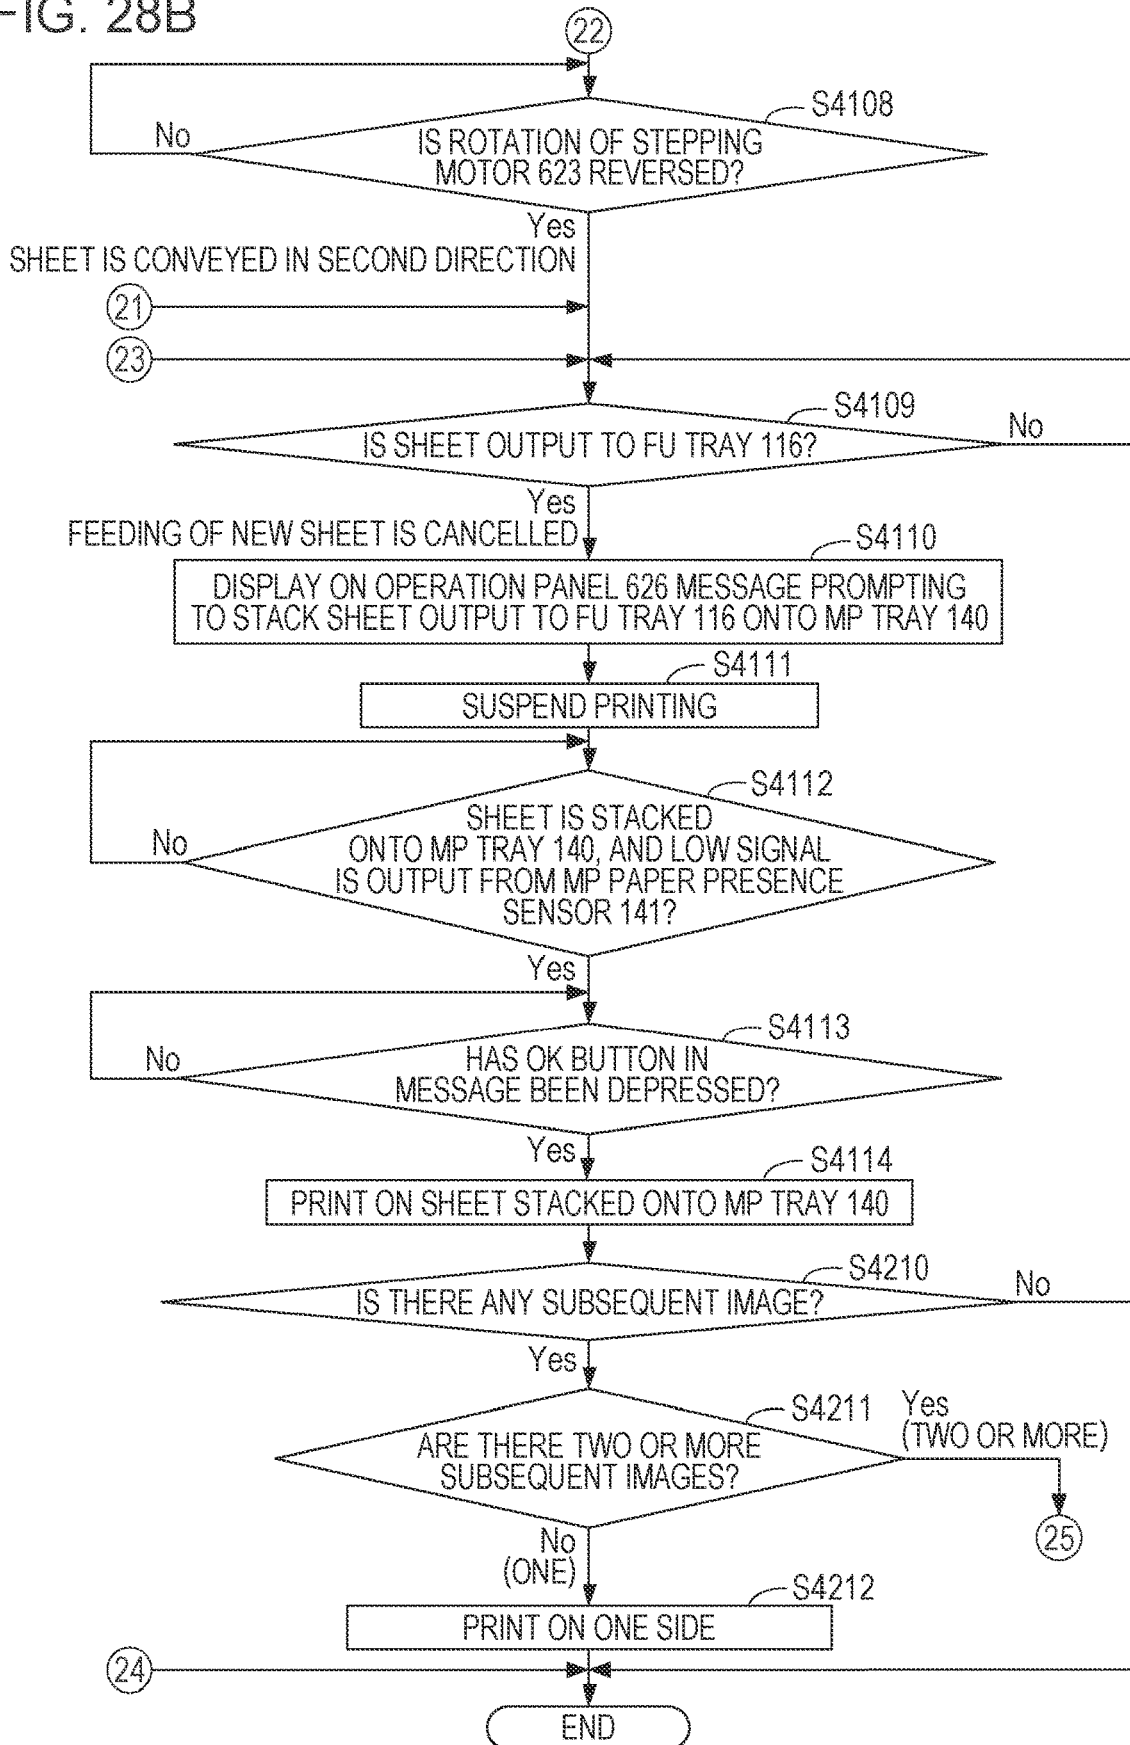 FIG. 28B
22
S4108
No
IS ROTATION OF STEPPING
MOTOR 623 REVERSED?
Yes
SHEET IS CONVEYED IN SECOND DIRECTION
21
23
S4109
No
IS SHEET OUTPUT TO FU TRAY 116?
Yes
FEEDING OF NEW SHEET IS CANCELLED
S4110
DISPLAY ON OPERATION PANEL 626 MESSAGE PROMPTING
TO STACK SHEET OUTPUT TO FU TRAY 116 ONTO MP TRAY 140
S4111
SUSPEND PRINTING
S4112
No
SHEET IS STACKED
ONTO MP TRAY 140, AND LOW SIGNAL
IS OUTPUT FROM MP PAPER PRESENCE
SENSOR 141?
Yes
S4113
No
HAS OK BUTTON IN
MESSAGE BEEN DEPRESSED?
Yes
S4114
PRINT ON SHEET STACKED ONTO MP TRAY 140
S4210
No
IS THERE ANY SUBSEQUENT IMAGE?
Yes
S4211
Yes
(TWO OR MORE)
ARE THERE TWO OR MORE
SUBSEQUENT IMAGES?
25
No
(ONE)
S4212
PRINT ON ONE SIDE
24
END